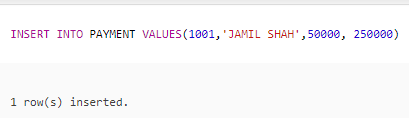 INSERT INTO PAYMENT VALUES(1001,'JAMIL SHAH',50000, 250000)
1 row(s) inserted.